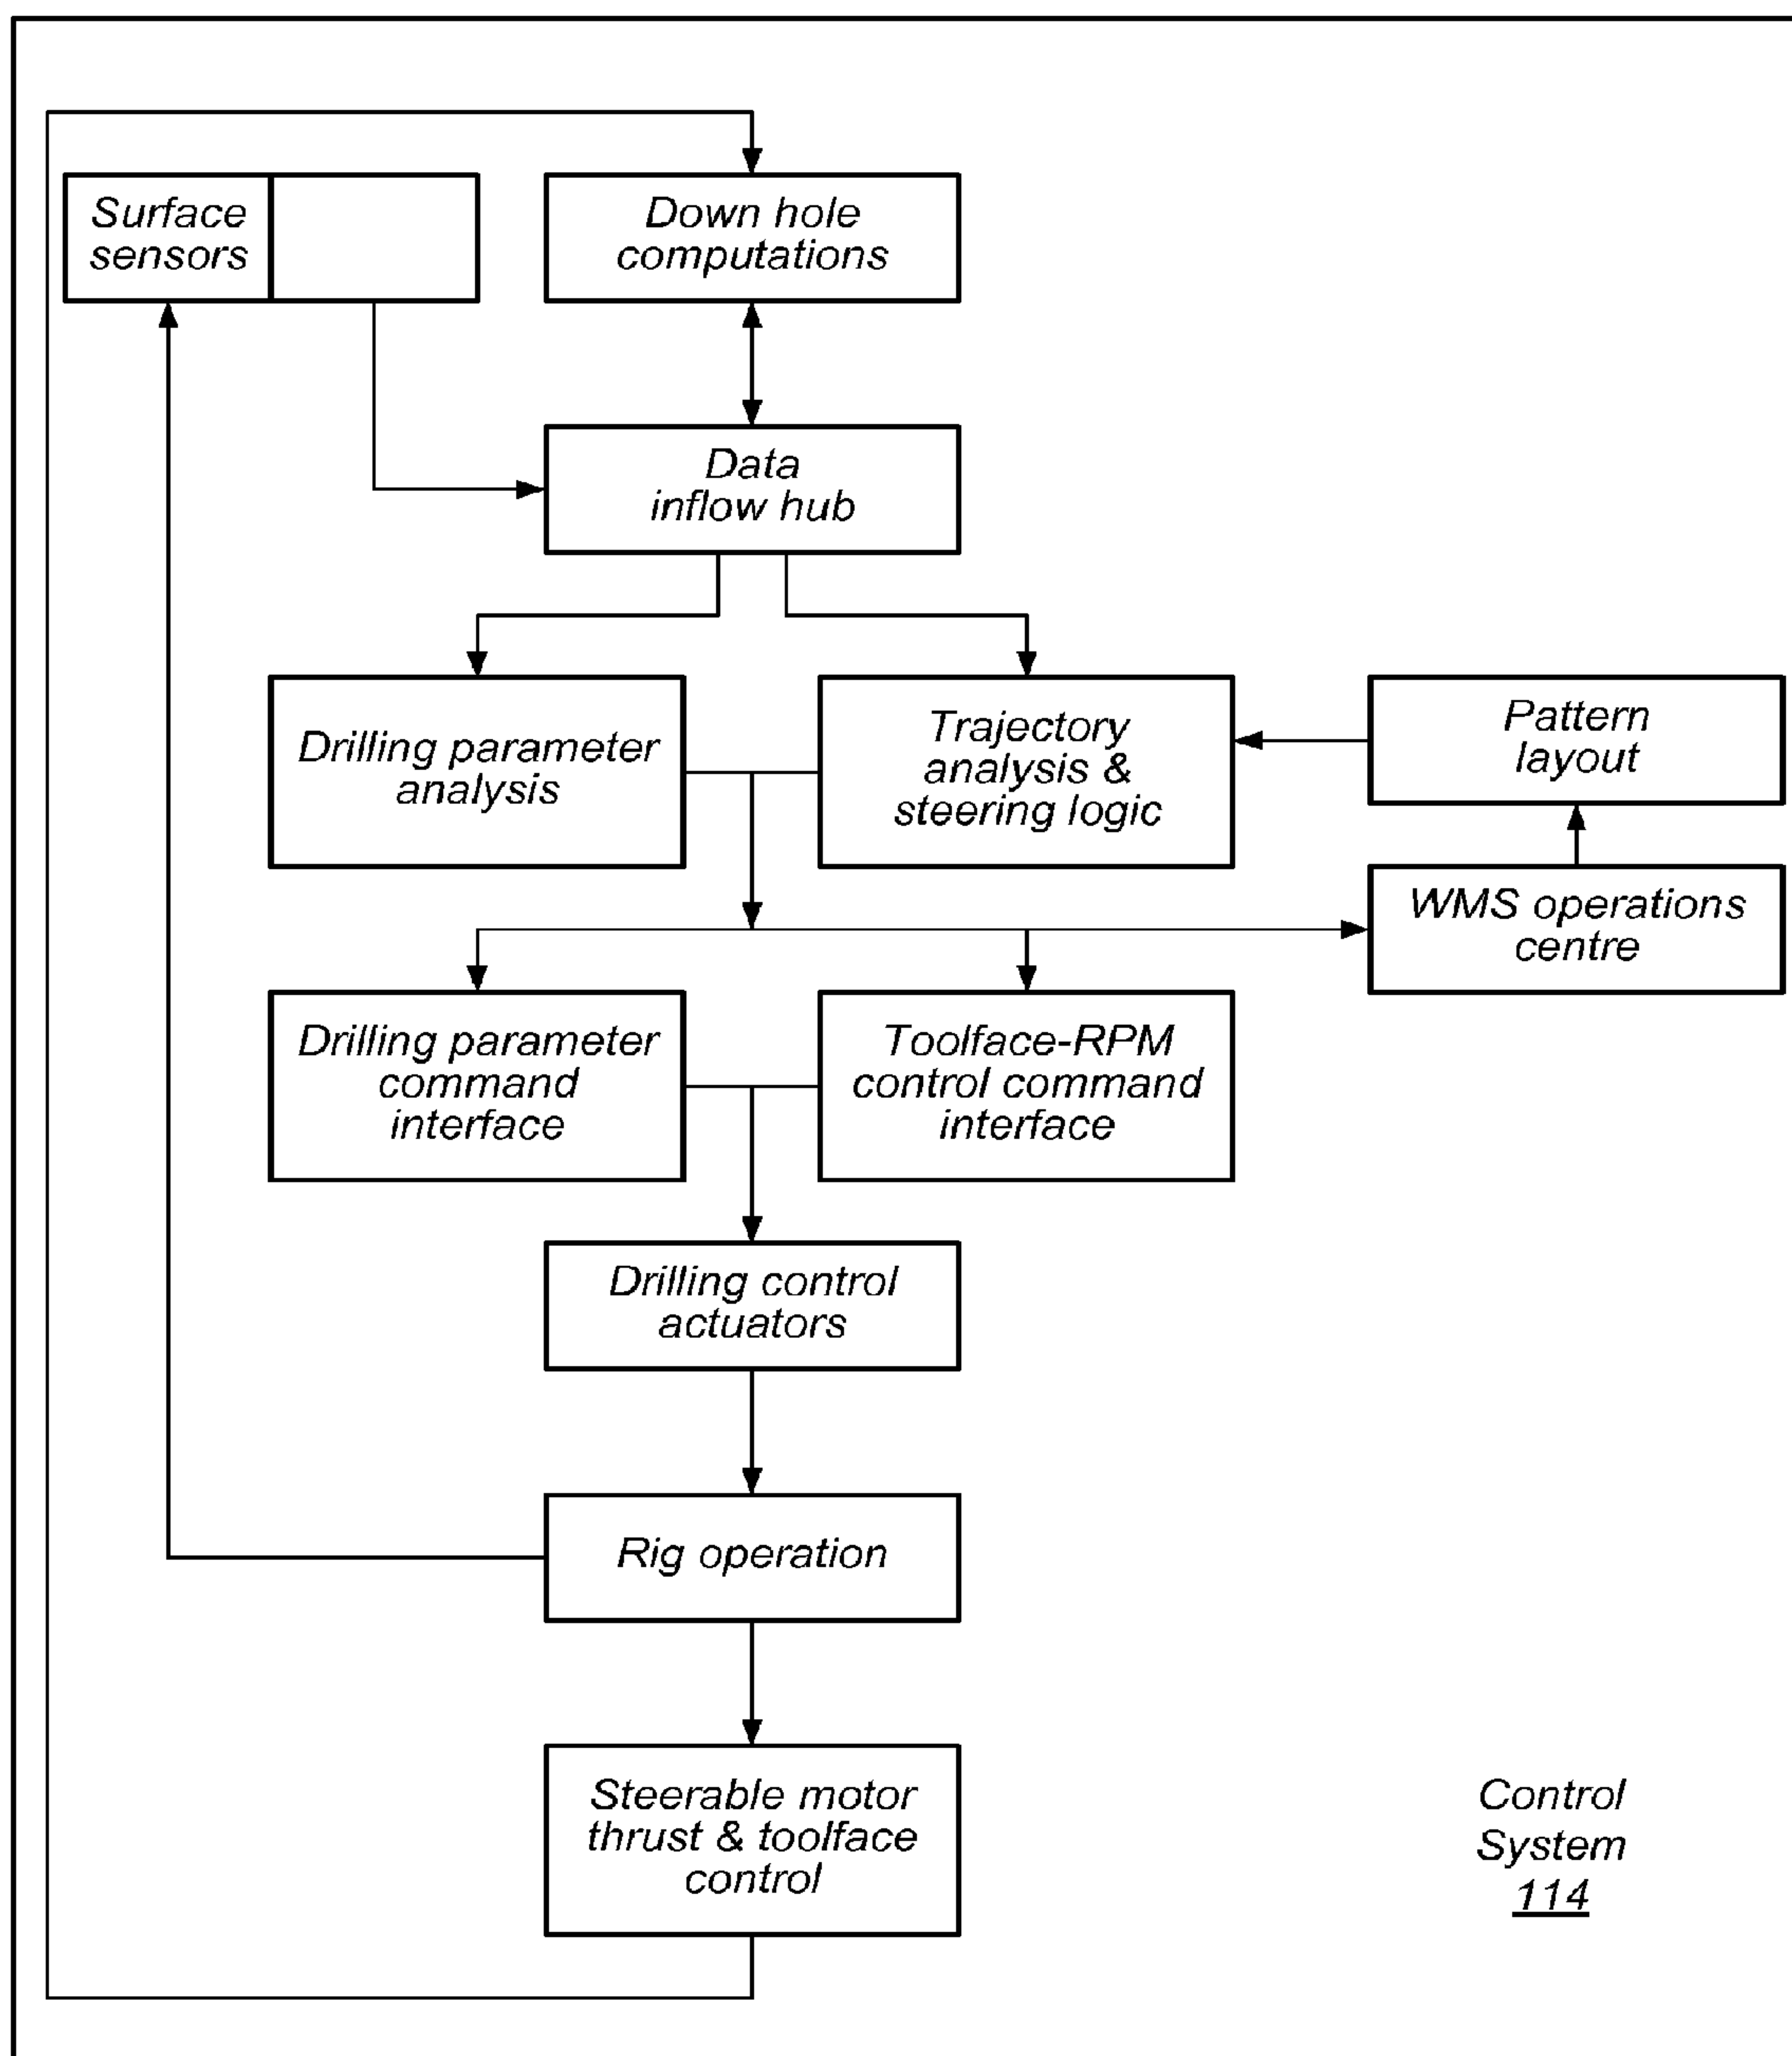 Surface
sensors
Down hole
computations
Data
inflow hub
Drilling parameter
analysis
Trajectory
analysis &
steering logic
Pattern
layout
WMS operations
centre
Drilling parameter
command
interface
Toolface-RPM
control command
interface
Drilling control
actuators
Rig operation
Steerable motor
thrust & toolface
control
Control
System
114